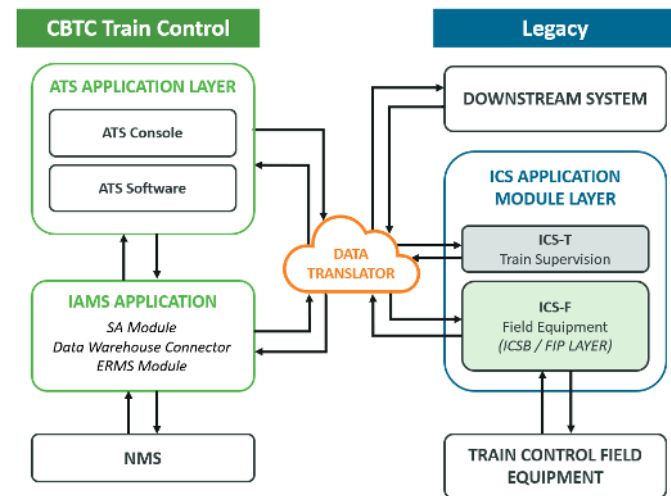 CBTC Train Control
ATS APPLICATION LAYER
ATS Console
ATS Software
IAMS APPLICATION
SA Module
Data Warehouse Connector
ERMS Module
NMS
DATA
TRANSLATOR
Legacy
DOWNSTREAM SYSTEM
ICS APPLICATION
MODULE LAYER
ICS-T
Train Supervision
ICS-F
Field Equipment
(ICSB / FIP LAYER)
TRAIN CONTROL FIELD
EQUIPMENT